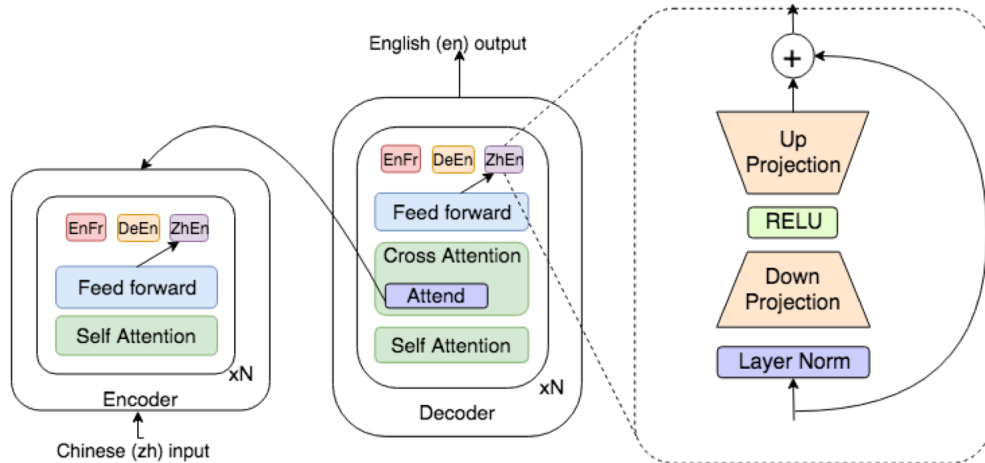 English (en) output
EnFr
DeEn
ZhEn
Feed forward
Self Attention
xN
Encoder
Chinese (zh) input
EnFr
DeEn
ZhEn
Feed forward
Cross Attention
Attend
Self Attention
xN
Decoder
+
Up
Projection
RELU
Down
Projection
Layer Norm